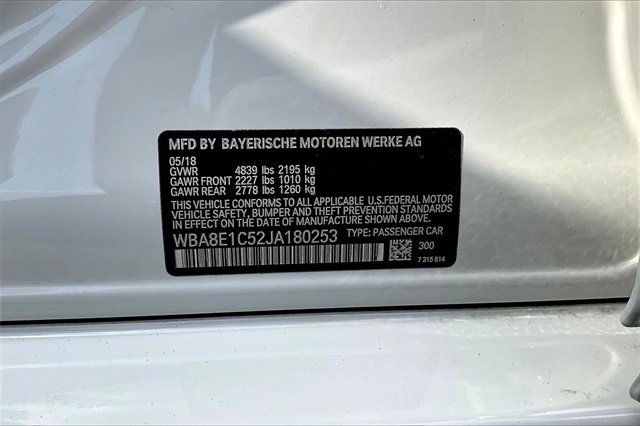 MFD BY BAYERISCHE MOTOREN WERKE AG
05/18
GVWR 4839 lbs 2195 kg
GAWR FRONT 2227 lbs 1010 kg
GAWR REAR 2778 lbs 1260 kg
THIS VEHICLE CONFORMS TO ALL APPLICABLE U.S.FEDERAL MOTOR
VEHICLE SAFETY, BUMPER AND THEFT PREVENTION STANDARDS
IN EFFECT ON THE DATE OF MANUFACTURE SHOWN ABOVE.
WBA8E1C52JA180253 TYPE: PASSENGER CAR
300
7 315 814